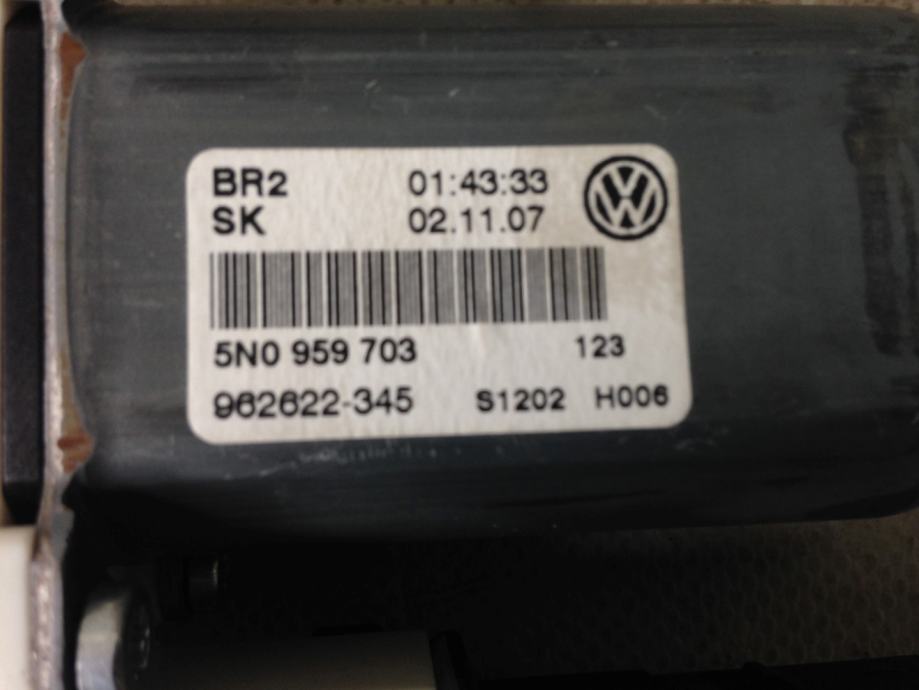 BR2 01:43:33
SK 02.11.07
5N0 959 703 123
962622-345 S1202 H006